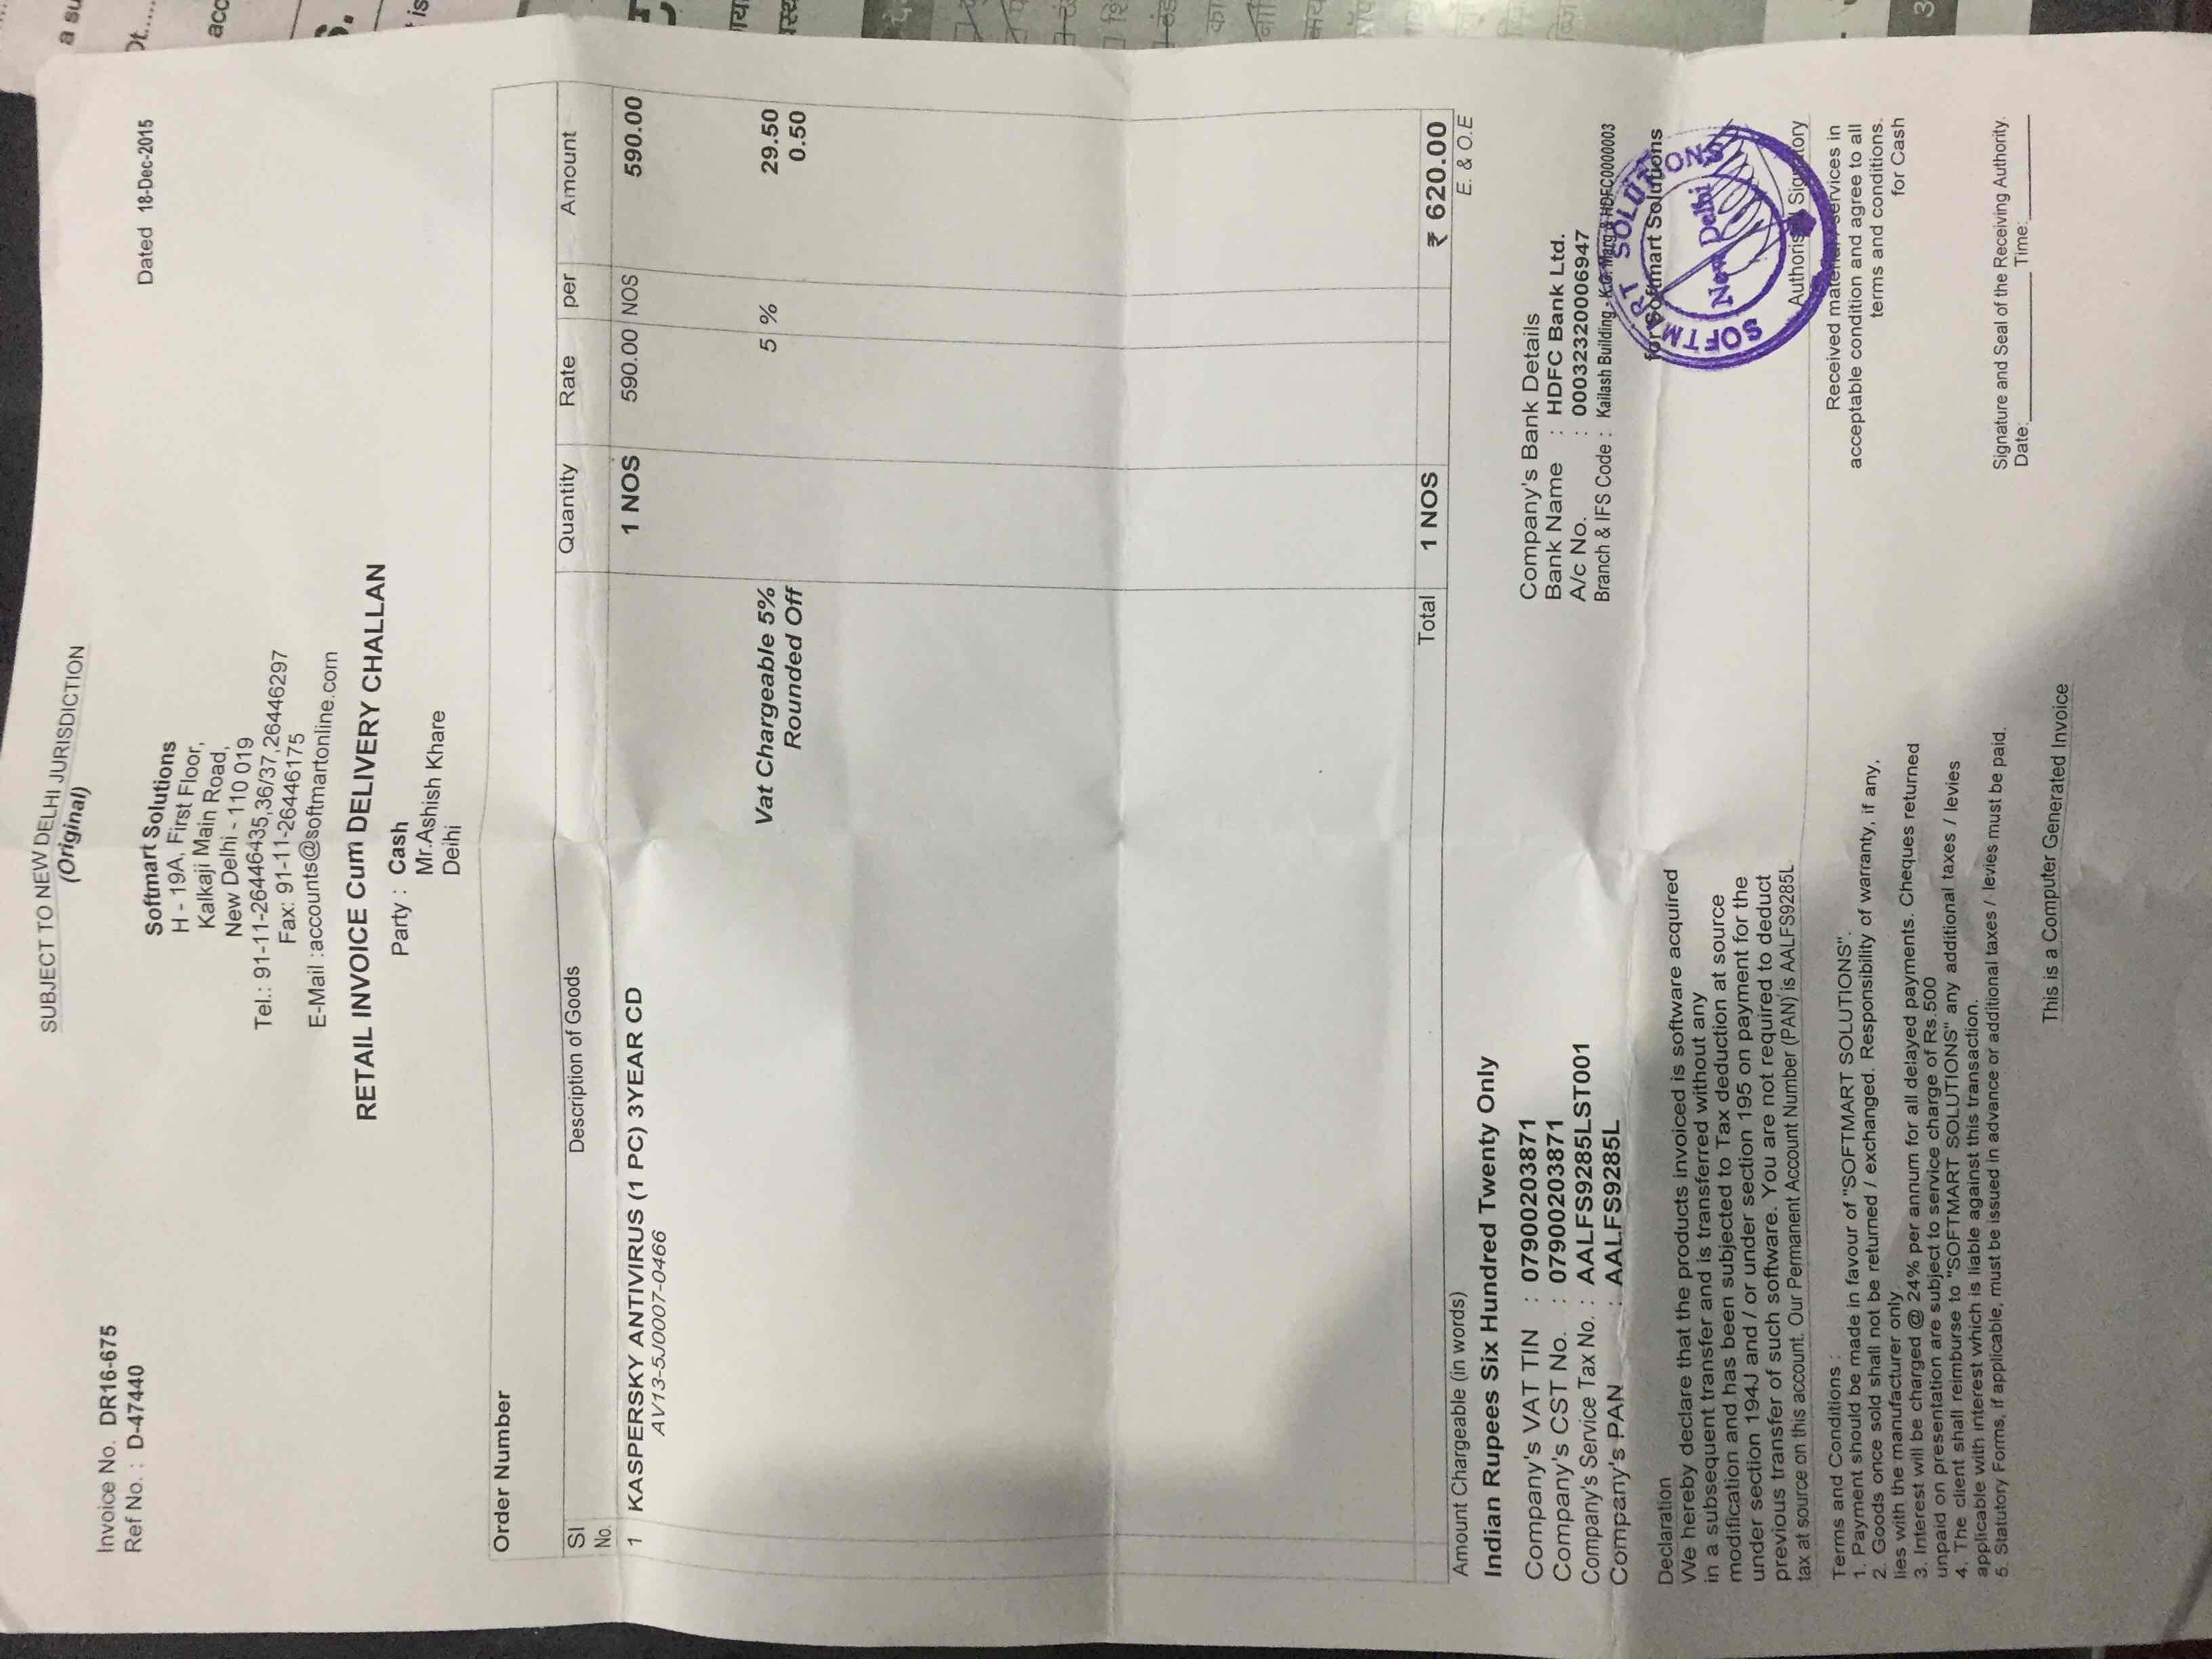 SUBJECT TO NEW DELHI JURISDICTION
(Original)
Invoice No. DR16-675
Ref No. : D-47440
Dated 18-Dec-2015
Softmart Solutions
H - 19A, First Floor,
Kalkaji Main Road,
New Delhi - 110 019
Tel.: 91-11-26446435,36/37,26446297
Fax: 91-11-26446175
E-Mail :accounts@softmartonline.com
RETAIL INVOICE Cum DELIVERY CHALLAN
Party : Cash
Mr.Ashish Khare
Delhi
Order Number
Sl No. Description of Goods Quantity Rate per Amount
1 KASPERSKY ANTIVIRUS (1 PC) 3YEAR CD 1 NOS 590.00 NOS 590.00
AV13-5J0007-0466
Vat Chargeable 5% 5 % 29.50
Rounded Off 0.50
Total 1 NOS ₹ 620.00
Amount Chargeable (in words) E. & O.E
Indian Rupees Six Hundred Twenty Only
Company's VAT TIN : 07900203871
Company's CST No. : 07900203871
Company's Service Tax No. : AALFS9285LST001
Company's PAN : AALFS9285L
Company's Bank Details
Bank Name : HDFC Bank Ltd.
A/c No. : 00032320006947
Branch & IFS Code : Kailash Building - K.G. Marg & HDFC0000003
for Softmart Solutions
SOFTMART SOLUTIONS
New Delhi
Authorised Signatory
Declaration
We hereby declare that the products invoiced is software acquired
in a subsequent transfer and is transferred without any
modification and has been subjected to Tax deduction at source
under section 194J and / or under section 195 on payment for the
previous transfer of such software. You are not required to deduct
tax at source on this account. Our Permanent Account Number (PAN) is AALFS9285L
Terms and Conditions :
1. Payment should be made in favour of "SOFTMART SOLUTIONS".
2. Goods once sold shall not be returned / exchanged. Responsibility of warranty, if any,
lies with the manufacturer only.
3. Interest will be charged @ 24% per annum for all delayed payments. Cheques returned
unpaid on presentation are subject to service charge of Rs.500
4. The client shall reimburse to "SOFTMART SOLUTIONS" any additional taxes / levies
applicable with interest which is liable against this transaction.
5. Statutory Forms, if applicable, must be issued in advance or additional taxes / levies must be paid.
Received material / services in
acceptable condition and agree to all
terms and conditions.
for Cash
Signature and Seal of the Receiving Authority.
Date: Time:
This is a Computer Generated Invoice